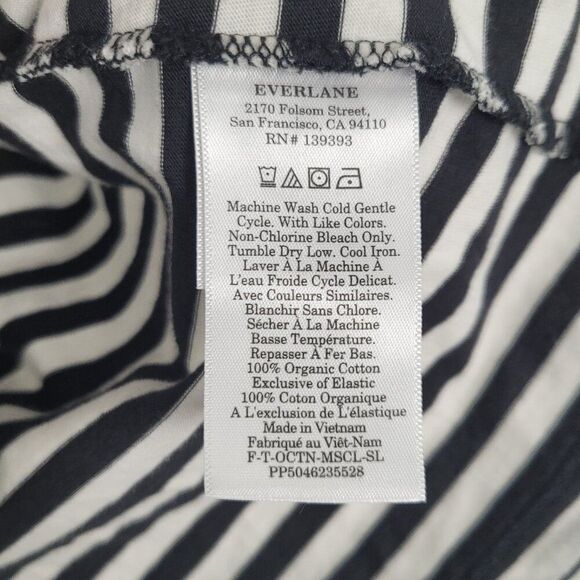 EVERLANE
2170 Folsom Street,
San Francisco, CA 94110
RN# 139393
Machine Wash Cold Gentle
Cycle. With Like Colors.
Non-Chlorine Bleach Only.
Tumble Dry Low. Cool Iron.
Laver À La Machine À
L'eau Froide Cycle Delicat.
Avec Couleurs Similaires.
Blanchir Sans Chlore.
Sécher À La Machine
Basse Température.
Repasser À Fer Bas.
100% Organic Cotton
Exclusive of Elastic
100% Coton Organique
A L'exclusion de L'élastique
Made in Vietnam
Fabriqué au Viêt-Nam
F-T-OCTN-MSCL-SL
PP5046235528